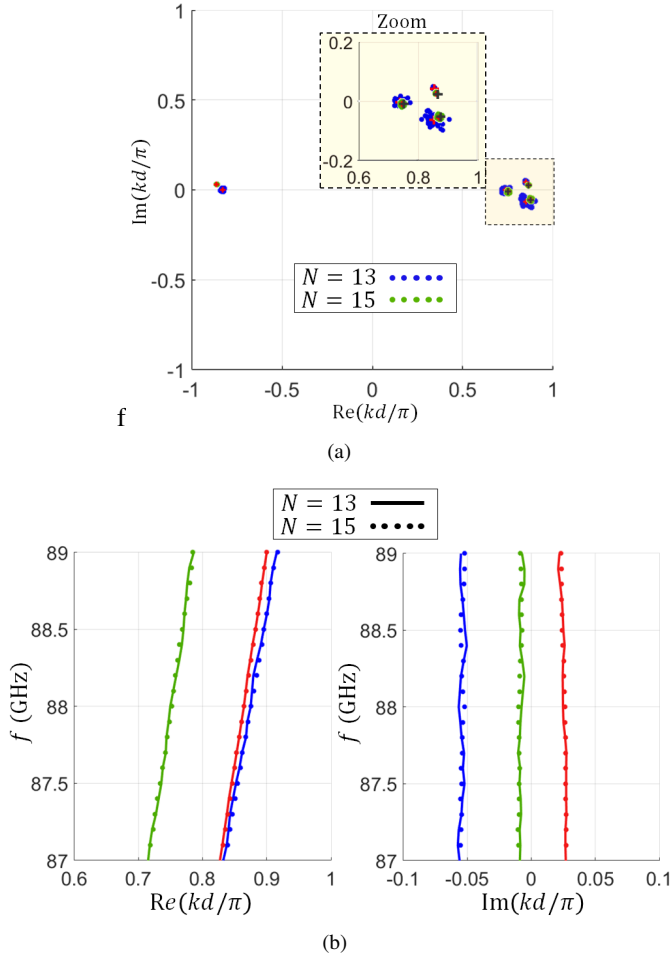 1
Zoom
0.2
0.5
0
-0.2
0.6
0.8
1
Im(kd/π)
0
N = 13
N = 15
-0.5
-1
-1
-0.5
0
0.5
1
Re(kd/π)
f
(a)
N = 13
N = 15
89
88.5
88
87.5
87
f (GHz)
0.6
0.7
0.8
0.9
1
Re(kd/π)
89
88.5
88
87.5
87
f (GHz)
-0.1
-0.05
0
0.05
0.1
Im(kd/π)
(b)